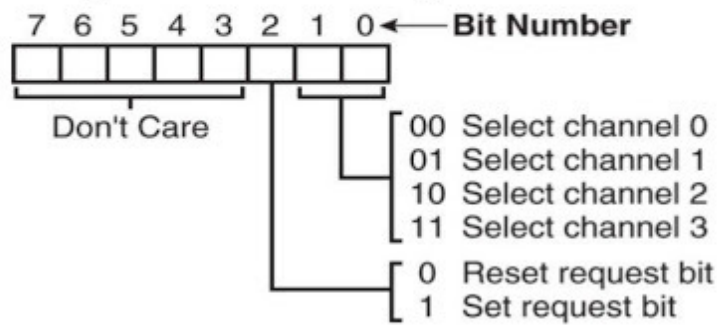 7 6 5 4 3 2 1 0 Bit Number
Don't Care
00 Select channel 0
01 Select channel 1
10 Select channel 2
11 Select channel 3
0 Reset request bit
1 Set request bit